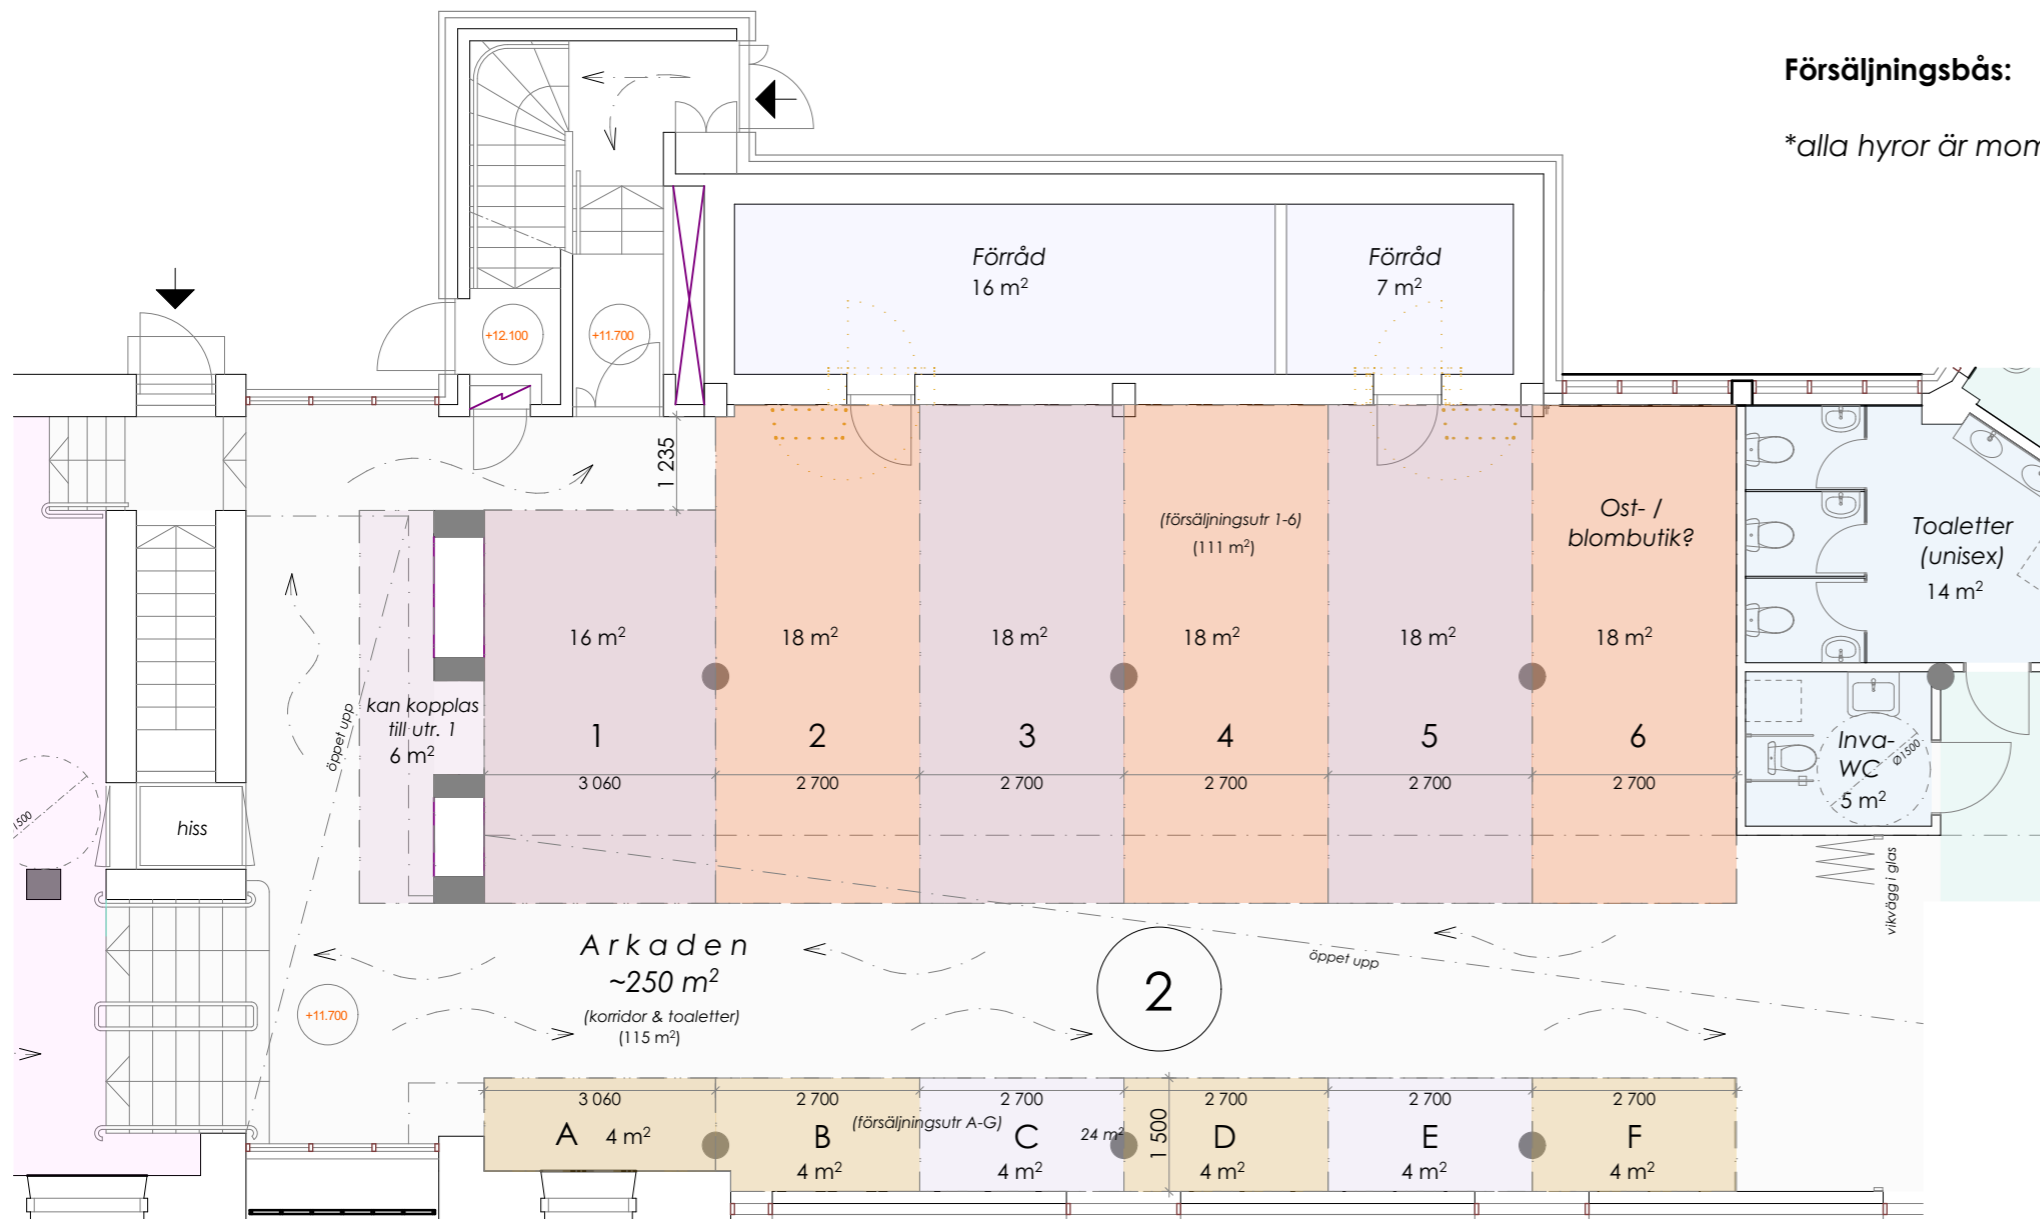 Försäljningsbås:
*alla hyror är mom
Förråd
16 m²
Förråd
7 m²
+12.100
+11.700
1 235
(försäljningsutr 1-6)
(111 m²)
Ost- /
blombutik?
Toaletter
(unisex)
14 m²
16 m²
18 m²
18 m²
18 m²
18 m²
18 m²
kan kopplas
till utr. 1
6 m²
öppet upp
1
2
3
4
5
6
3 060
2 700
2 700
2 700
2 700
2 700
Inva-
WC
5 m²
Ø1500
1500
hiss
vikvägg i glas
Arkaden
~250 m²
(korridor & toaletter)
(115 m²)
2
öppet upp
+11.700
3 060
2 700
2 700
2 700
2 700
2 700
(försäljningsutr A-G)
24 m²
1 500
A 4 m²
B
4 m²
C
4 m²
D
4 m²
E
4 m²
F
4 m²